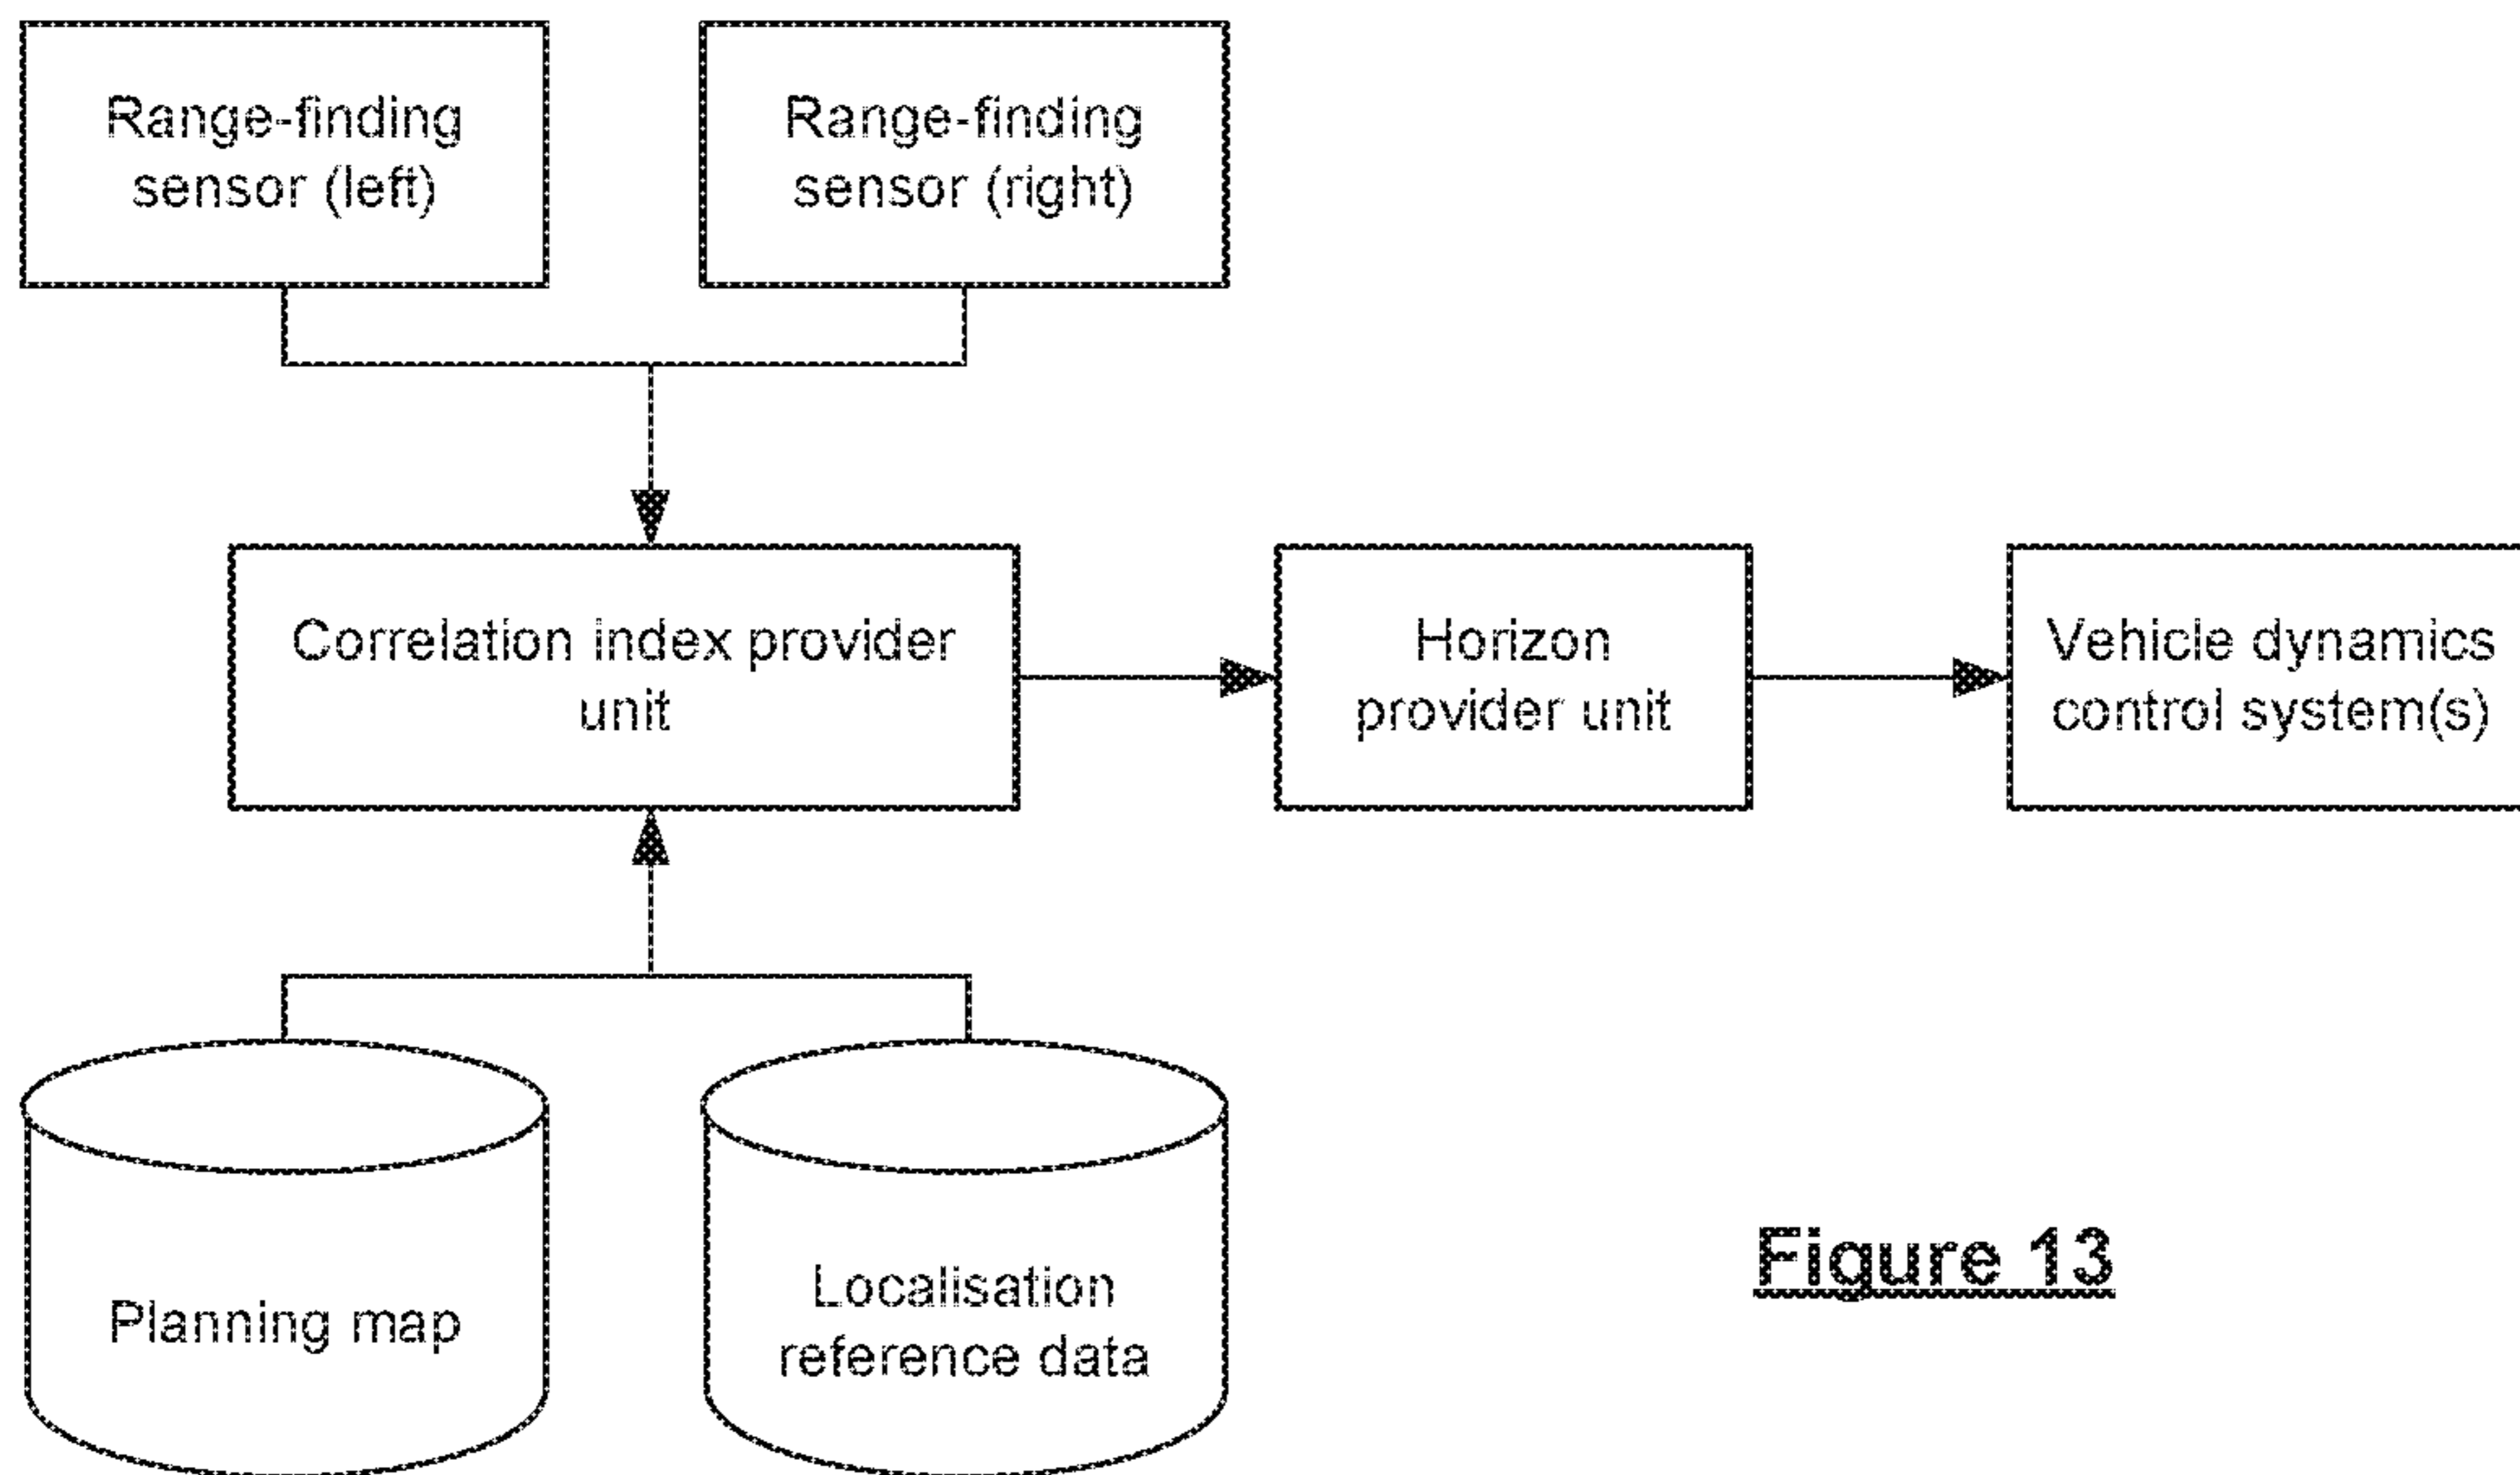 Range-finding
sensor (left)
Range-finding
sensor (right)
Correlation index provider
unit
Horizon
provider unit
Vehicle dynamics
control system(s)
Planning map
Localisation
reference data
Figure 13